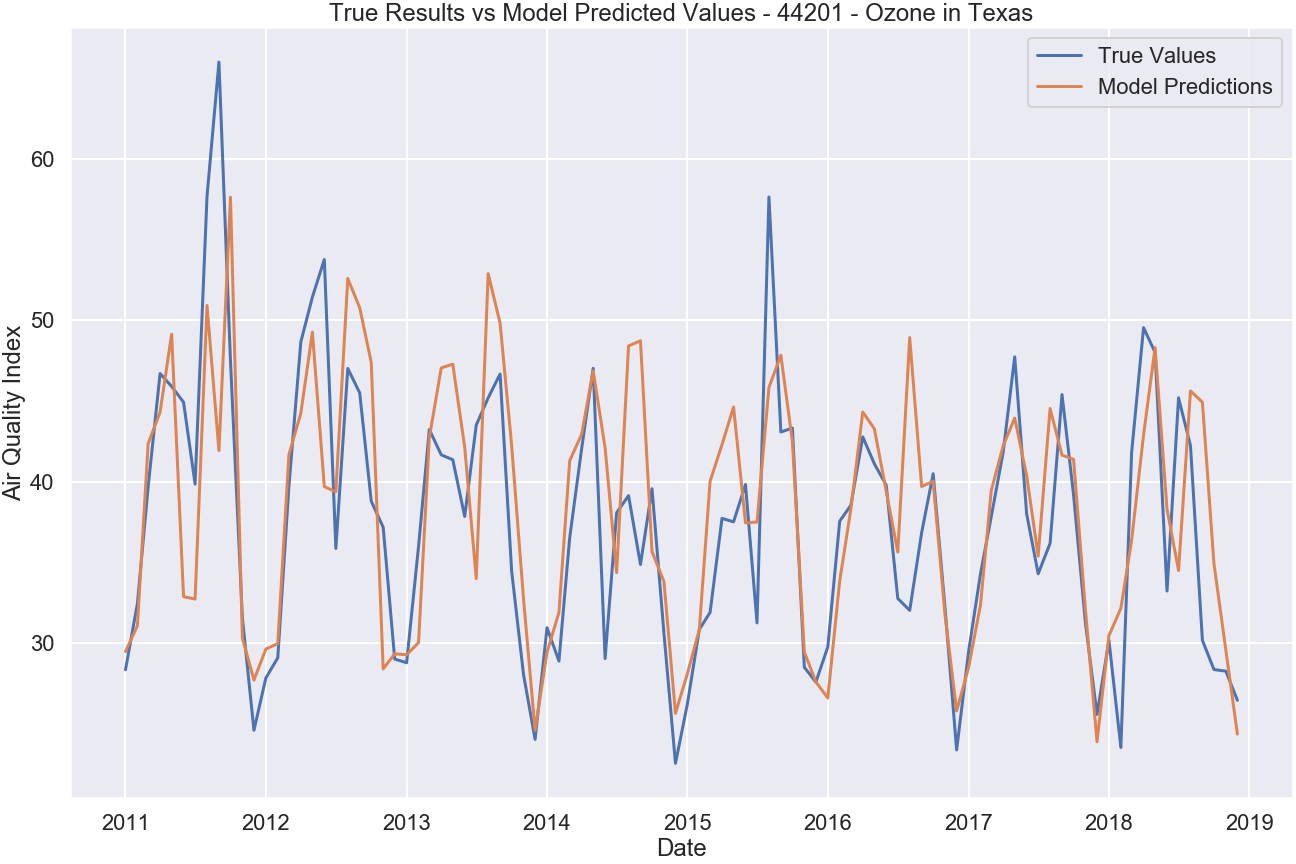 True Results vs Model Predicted Values - 44201 - Ozone in Texas
True Values
Model Predictions
Air Quality Index
60
50
40
30
2011 2012 2013 2014 2015 2016 2017 2018 2019
Date